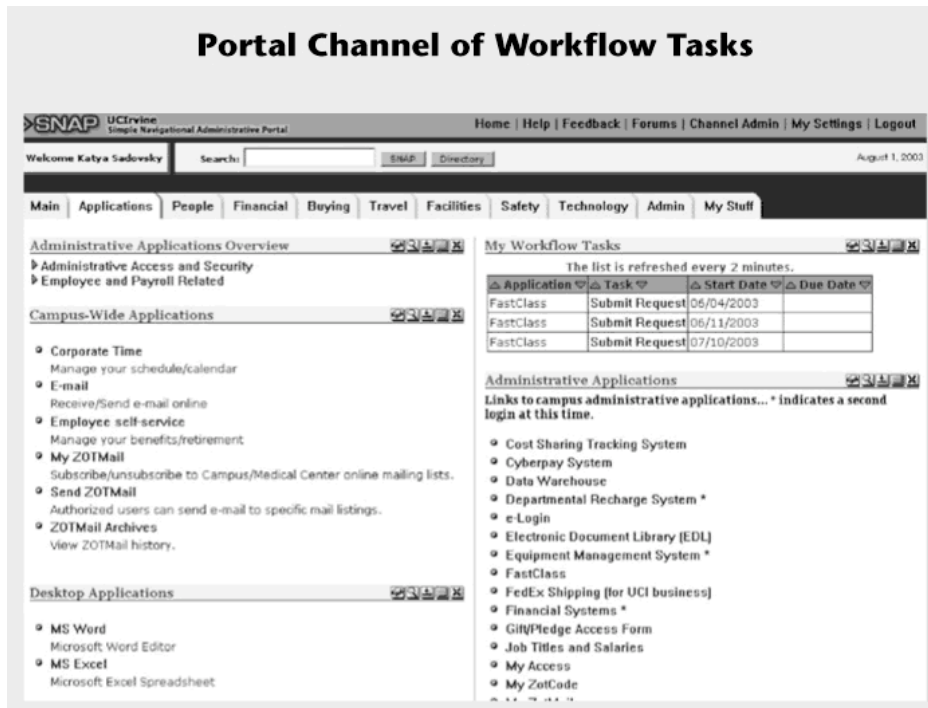 Portal Channel of Workflow Tasks
SNAP UCIrvine
Simple Navigational Administrative Portal
Home | Help | Feedback | Forums | Channel Admin | My Settings | Logout
Welcome Katya Sadovsky
Search:
SNAP
Directory
August 1, 2003
Main
Applications
People
Financial
Buying
Travel
Facilities
Safety
Technology
Admin
My Stuff
Administrative Applications Overview
Administrative Access and Security
Employee and Payroll Related
Campus-Wide Applications
Corporate Time
Manage your schedule/calendar
E-mail
Receive/Send e-mail online
Employee self-service
Manage your benefits/retirement
My ZOTMail
Subscribe/unsubscribe to Campus/Medical Center online mailing lists.
Send ZOTMail
Authorized users can send e-mail to specific mail listings.
ZOTMail Archives
View ZOTMail history.
Desktop Applications
MS Word
Microsoft Word Editor
MS Excel
Microsoft Excel Spreadsheet
My Workflow Tasks
The list is refreshed every 2 minutes.
Application Task Start Date Due Date
FastClass Submit Request 06/04/2003
FastClass Submit Request 06/11/2003
FastClass Submit Request 07/10/2003
Administrative Applications
Links to campus administrative applications... * indicates a second
login at this time.
Cost Sharing Tracking System
Cyberpay System
Data Warehouse
Departmental Recharge System *
e-Login
Electronic Document Library (EDL)
Equipment Management System *
FastClass
FedEx Shipping (for UCI business)
Financial Systems *
Gift/Pledge Access Form
Job Titles and Salaries
My Access
My ZotCode